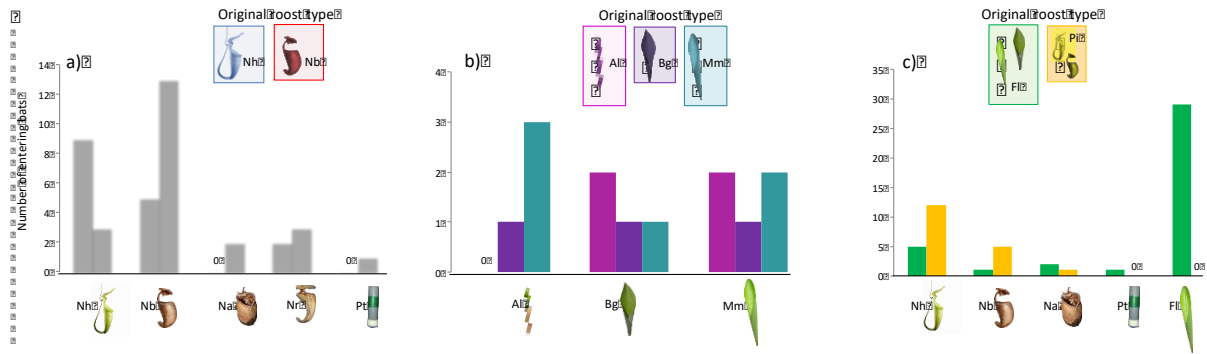 Original roost type
Nh Nb
a)
Number of entering bats
14
12
10
8
6
4
2
0
0 0
Nh Nb Na Nr Pt
Original roost type
Al Bg Mm
b)
4
3
2
1
0
0
Al Bg Mm
Original roost type
Fl Pi
c)
35
30
25
20
15
10
5
0
0 0
Nh Nb Na Pt Fl